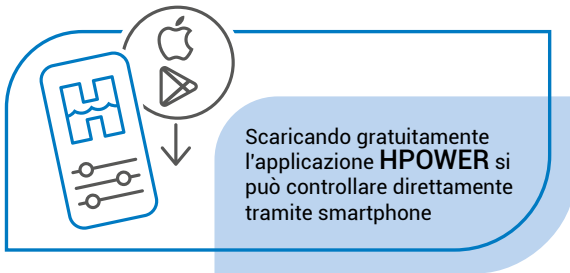 Scaricando gratuitamente
l'applicazione HPOWER si
può controllare direttamente
tramite smartphone